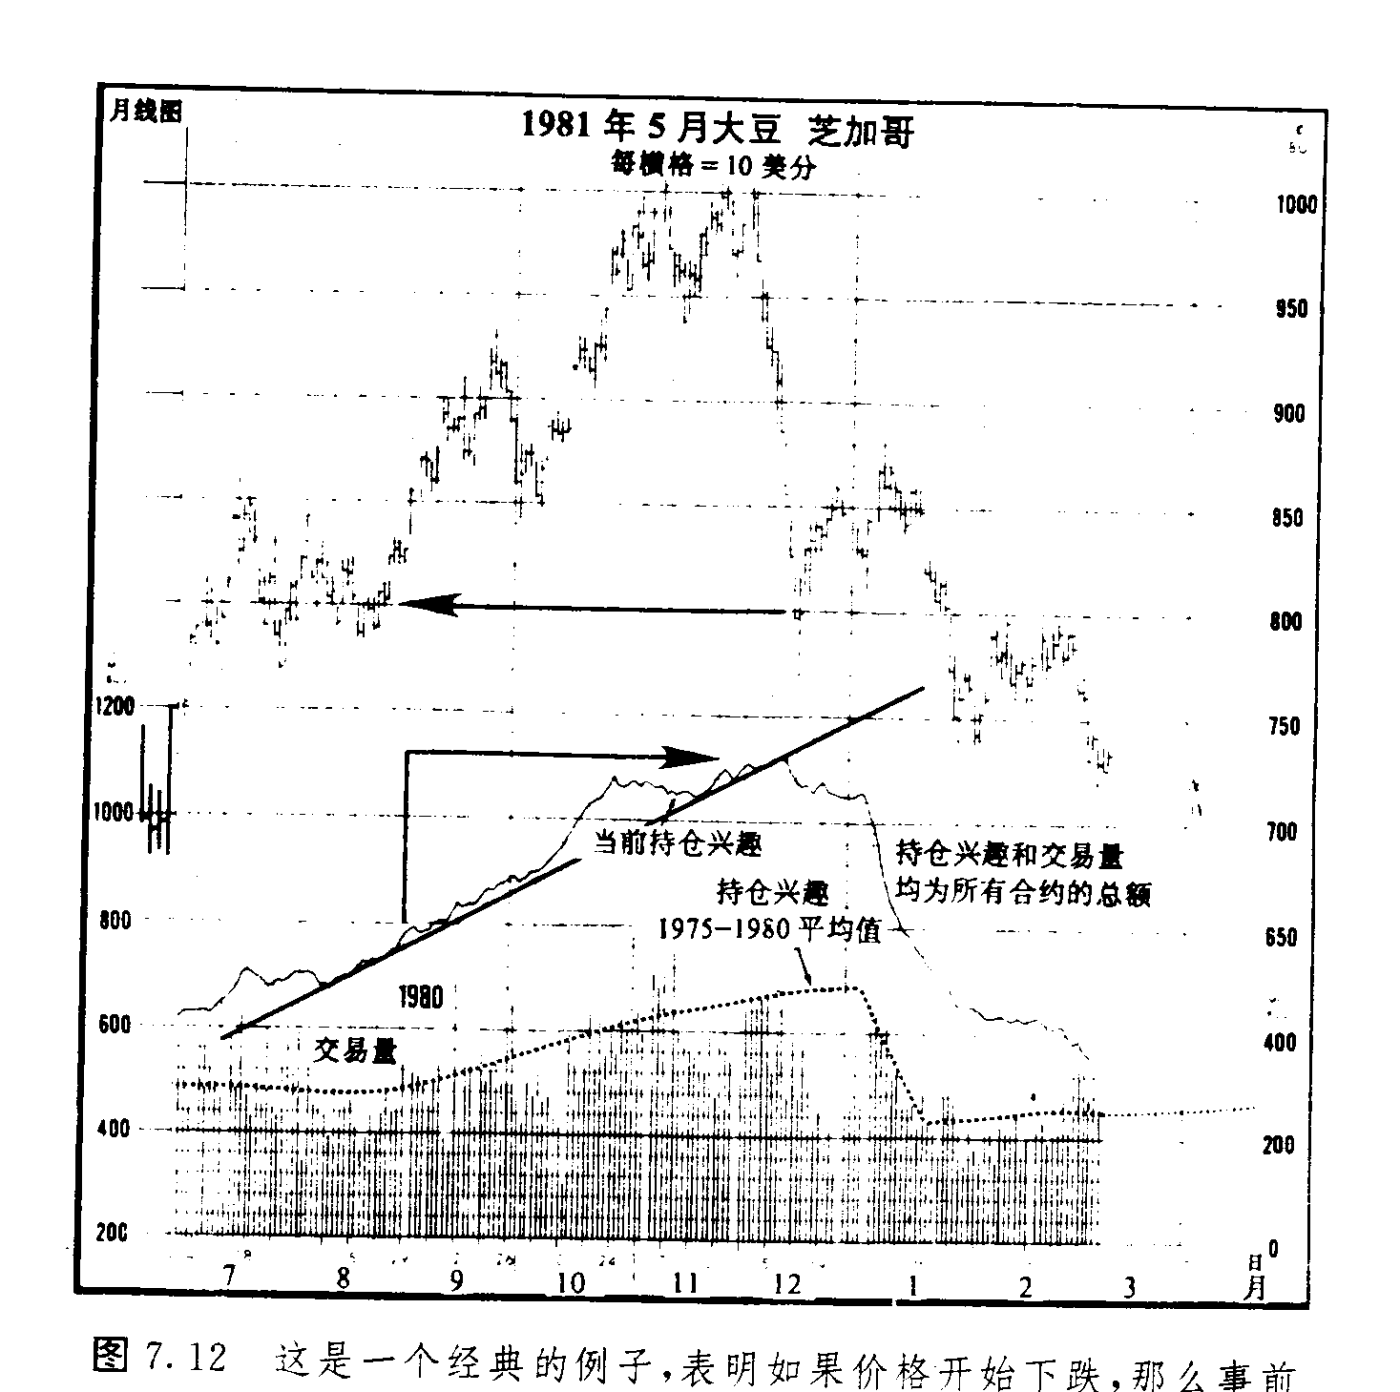 月线图
1981 年 5 月大豆 芝加哥
每横格 = 10 美分
1000
950
900
850
800
750
700
650
400
200
0
1200
1000
800
600
400
200
当前持仓兴趣
持仓兴趣和交易量
均为所有合约的总额
持仓兴趣
1975-1980 平均值
1980
交易量
日
7 8 9 10 11 12 1 2 3 月
图 7.12 这是一个经典的例子,表明如果价格开始下跌,那么事前